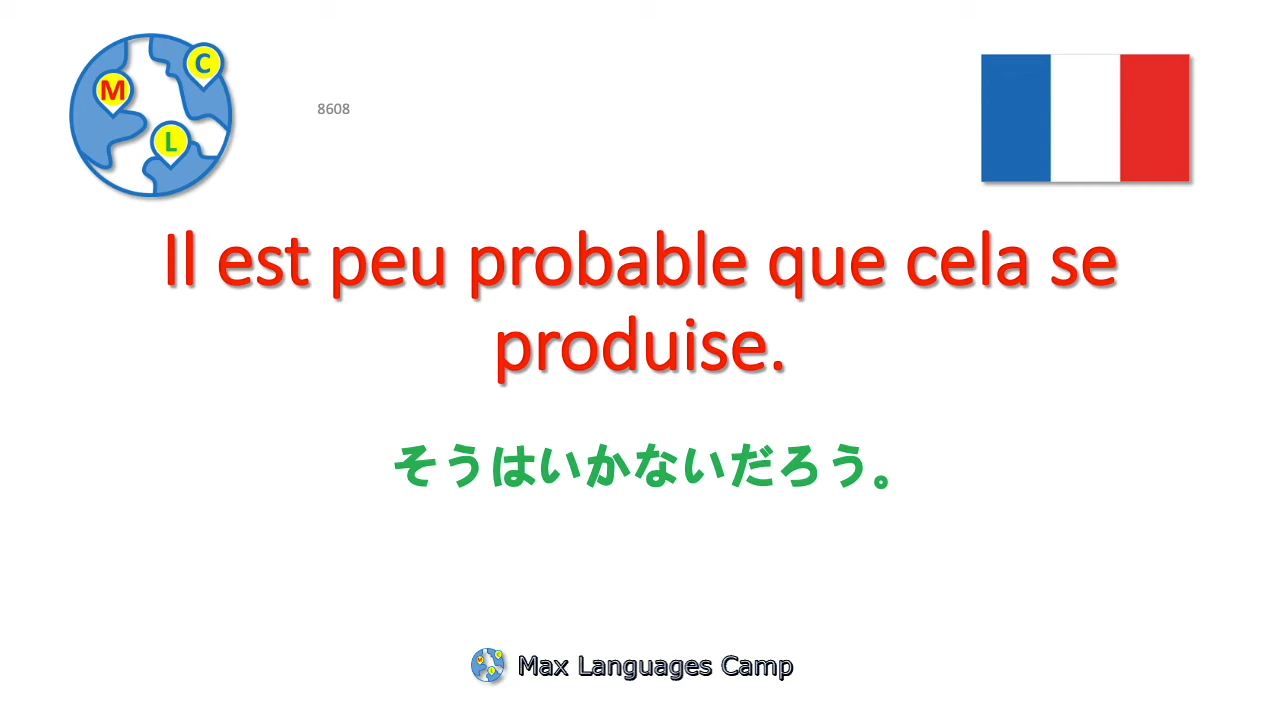 C
M
L
8608
Il est peu probable que cela se
produise.
そうはいかないだろう。
Max Languages Camp